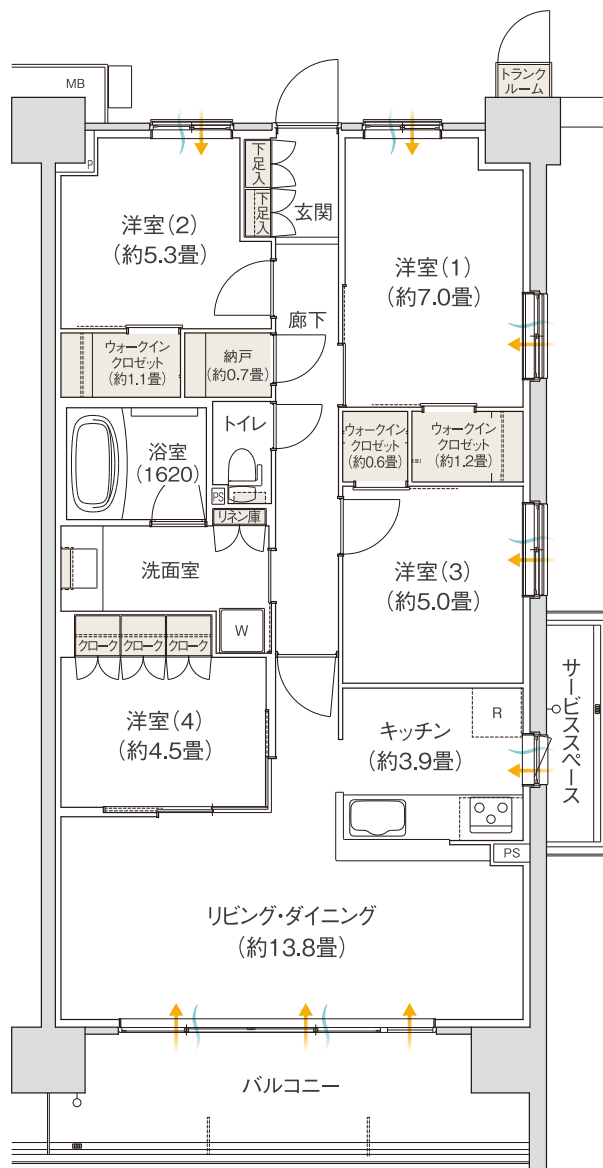 MB
トランク
ルーム
P
下足入
下足入
玄関
洋室(2)
(約5.3畳)
洋室(1)
(約7.0畳)
廊下
ウォークイン
クロゼット
(約1.1畳)
納戸
(約0.7畳)
トイレ
浴室
(1620)
PS
リネン庫
ウォークイン
クロゼット
(約0.6畳)
ウォークイン
クロゼット
(約1.2畳)
洗面室
W
洋室(3)
(約5.0畳)
クローク
クローク
クローク
洋室(4)
(約4.5畳)
キッチン
(約3.9畳)
R
サービススペース
PS
リビング・ダイニング
(約13.8畳)
バルコニー